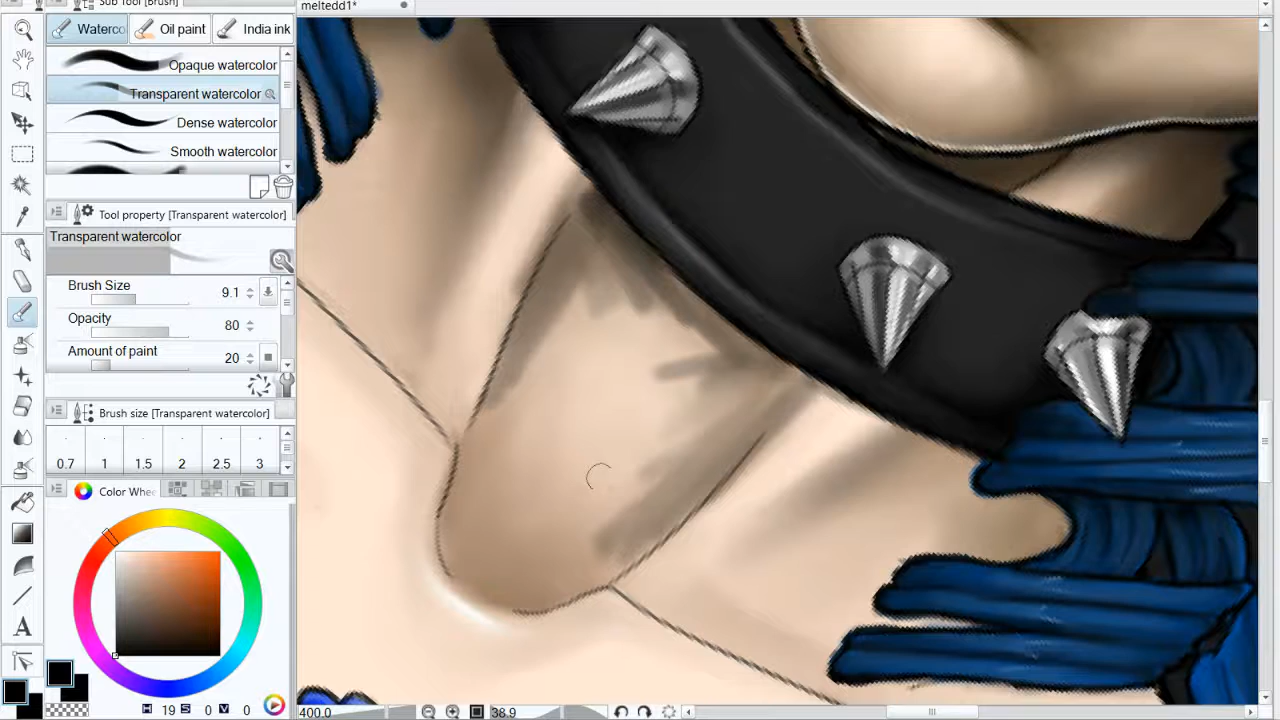 Sub Tool [Brush]
meltedd1*
Waterco
Oil paint
India ink
Opaque watercolor
Transparent watercolor
Dense watercolor
Smooth watercolor
Tool property [Transparent watercolor]
Transparent watercolor
Brush Size 9.1
Opacity 80
Amount of paint 20
Brush size [Transparent watercolor]
0.7 1 1.5 2 2.5 3
Color Whee
A
H 19 S 0 V 0
400.0 38.9